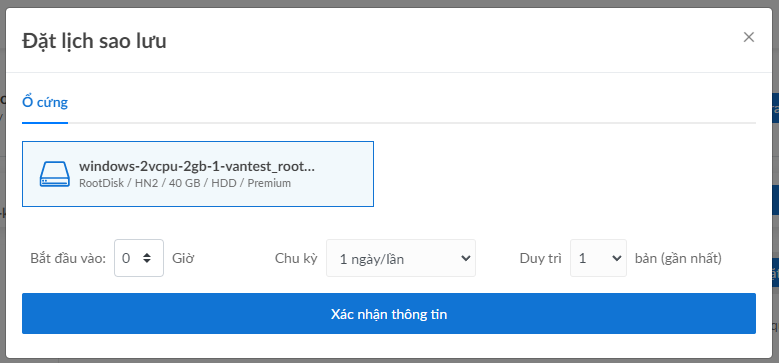 Đặt lịch sao lưu
×
Ổ cứng
windows-2vcpu-2gb-1-vantest_root...
RootDisk / HN2 / 40 GB / HDD / Premium
Bắt đầu vào: 0 Giờ Chu kỳ 1 ngày/lần Duy trì 1 bản (gần nhất)
Xác nhận thông tin